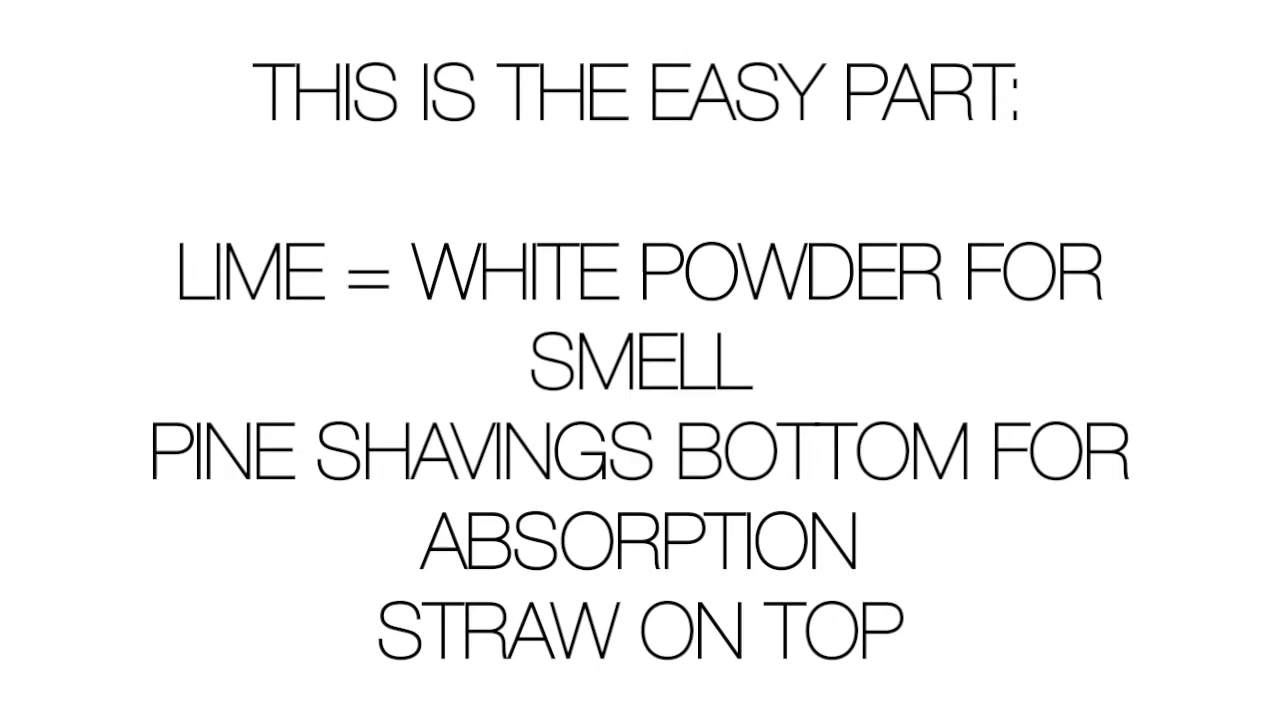 THIS IS THE EASY PART:
LIME = WHITE POWDER FOR
SMELL
PINE SHAVINGS BOTTOM FOR
ABSORPTION
STRAW ON TOP